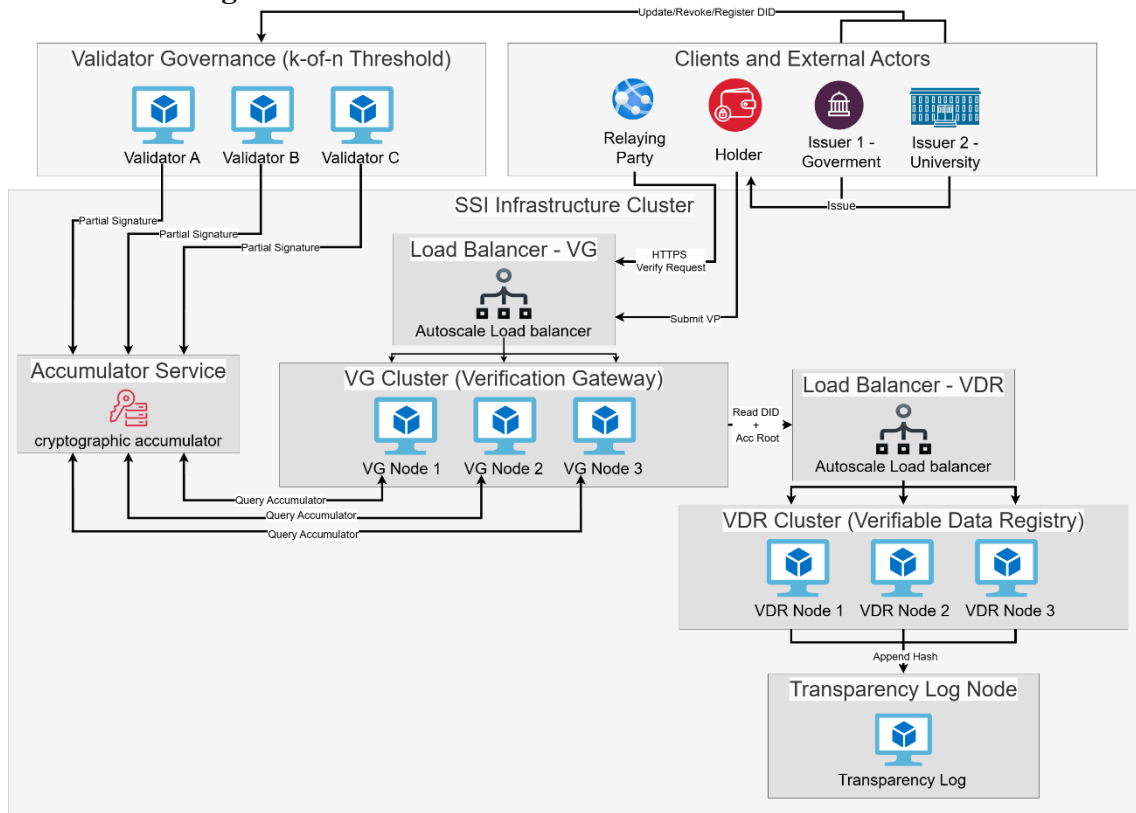 Update/Revoke/Register DID
Validator Governance (k-of-n Threshold)
Validator A
Validator B
Validator C
Clients and External Actors
Relaying
Party
Holder
Issuer 1 -
Goverment
Issuer 2 -
University
Issue
SSI Infrastructure Cluster
Partial Signature
Partial Signature
Partial Signature
Load Balancer - VG
Autoscale Load balancer
HTTPS
Verify Request
Submit VP
Accumulator Service
cryptographic accumulator
VG Cluster (Verification Gateway)
VG Node 1
VG Node 2
VG Node 3
Query Accumulator
Query Accumulator
Query Accumulator
Read DID
+
Acc Root
Load Balancer - VDR
Autoscale Load balancer
VDR Cluster (Verifiable Data Registry)
VDR Node 1
VDR Node 2
VDR Node 3
Append Hash
Transparency Log Node
Transparency Log